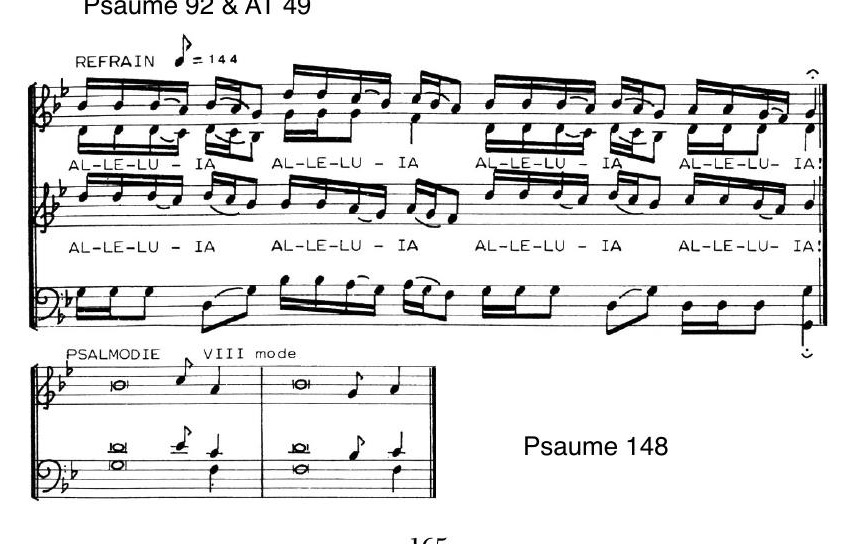 Psaume 92 & AT 49
REFRAIN = 144
AL-LE-LU - IA AL-LE-LU - IA AL-LE-LU - IA AL-LE-LU- IA!
AL-LE-LU - IA AL-LE-LU - IA AL-LE-LU - IA AL-LE-LU- IA!
PSALMODIE VIII mode
Psaume 148
165